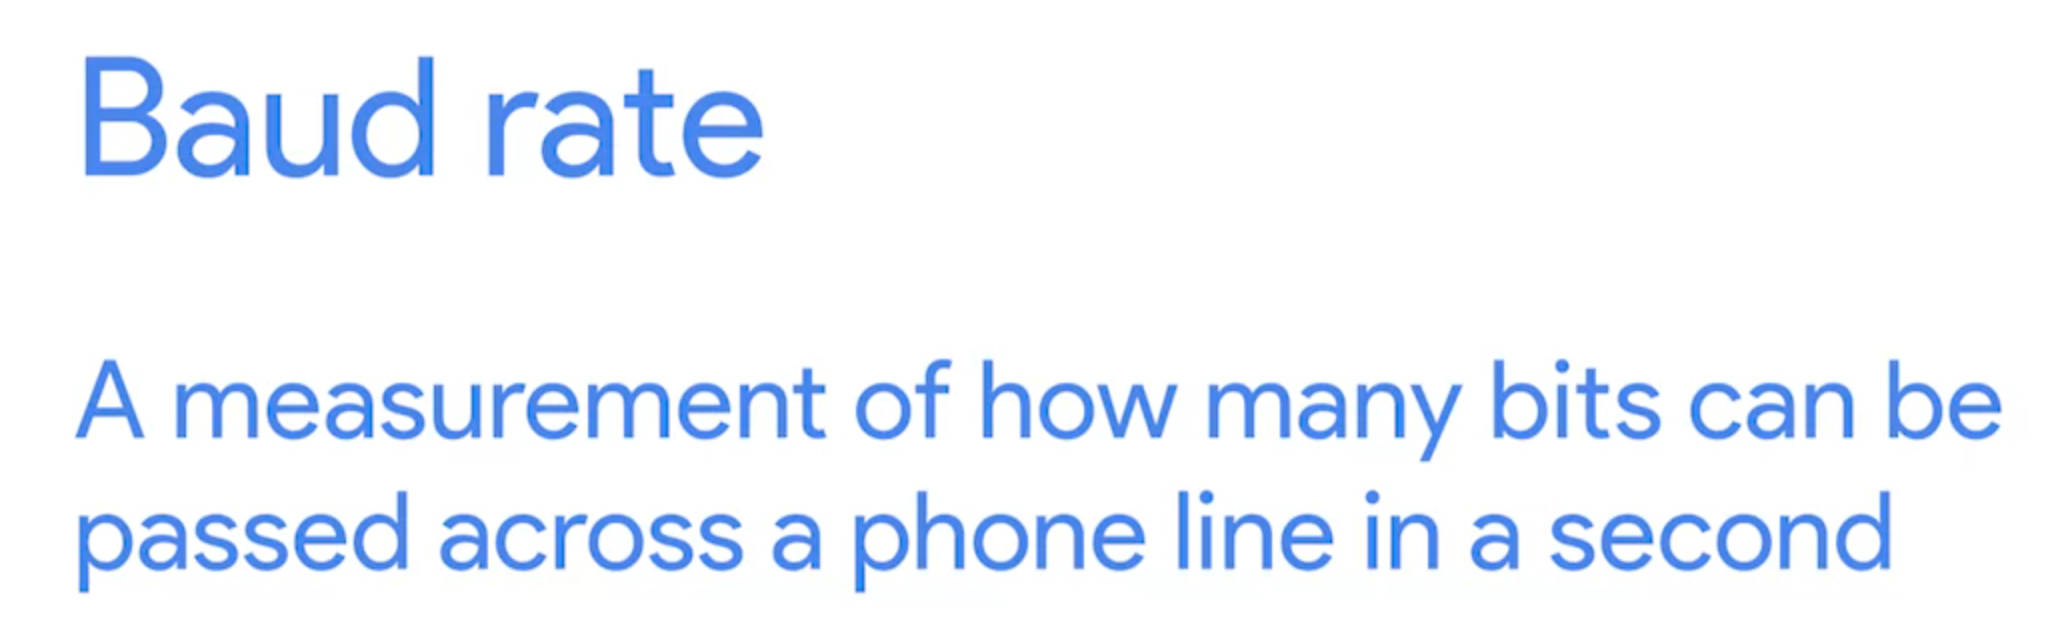 Baud rate
A measurement of how many bits can be
passed across a phone line in a second